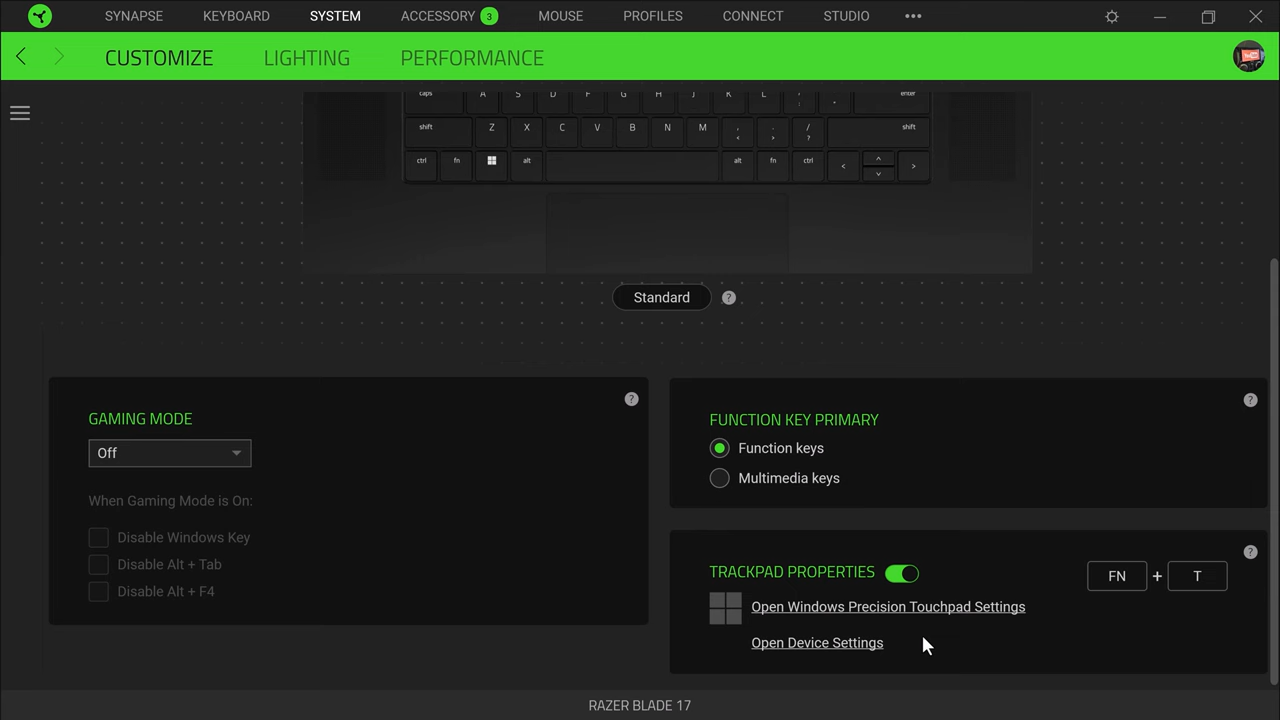 SYNAPSE KEYBOARD SYSTEM ACCESSORY 3 MOUSE PROFILES CONNECT STUDIO •••
CUSTOMIZE LIGHTING PERFORMANCE
caps A S D F G H J K L ; ' enter
shift Z X C V B N M , < . > / ? shift
ctrl fn alt alt fn ctrl < ^ v >
Standard ?
GAMING MODE ?
Off
When Gaming Mode is On:
Disable Windows Key
Disable Alt + Tab
Disable Alt + F4
FUNCTION KEY PRIMARY ?
Function keys
Multimedia keys
TRACKPAD PROPERTIES FN + T ?
Open Windows Precision Touchpad Settings
Open Device Settings
RAZER BLADE 17